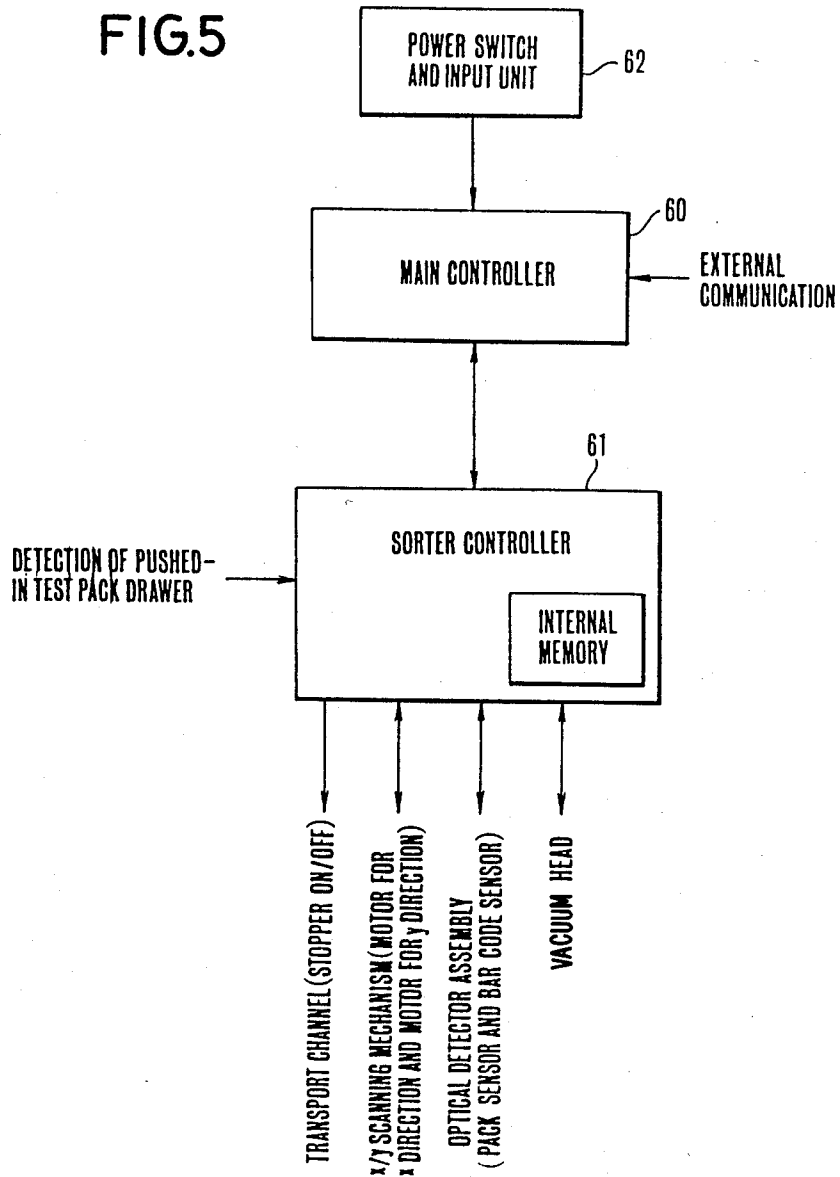 FIG.5
POWER SWITCH
AND INPUT UNIT
62
60
MAIN CONTROLLER
EXTERNAL
COMMUNICATION
61
SORTER CONTROLLER
DETECTION OF PUSHED-
IN TEST PACK DRAWER
INTERNAL
MEMORY
TRANSPORT CHANNEL(STOPPER ON/OFF)
x/y SCANNING MECHANISM(MOTOR FOR
x DIRECTION AND MOTOR FOR y DIRECTION)
OPTICAL DETECTOR ASSEMBLY
(PACK SENSOR AND BAR CODE SENSOR)
VACUUM HEAD